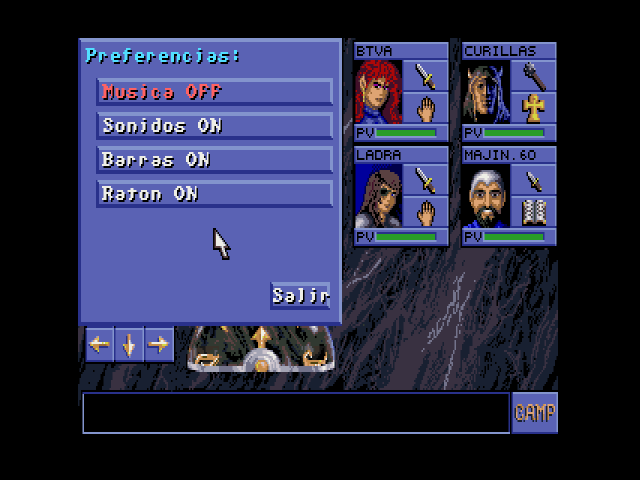 Preferencias:
Musica OFF
Sonidos ON
Barras ON
Raton ON
Salir
BTVA
CURILLAS
PV
PV
LADRA
MAJIN.60
PV
PV
CAMP